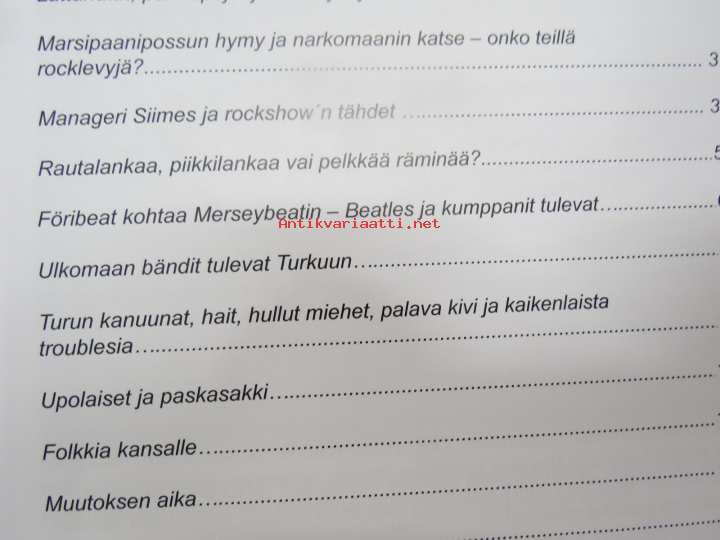 Marsipaanipossun hymy ja narkomaanin katse – onko teillä
rocklevyjä?........................................................................................ 3
Manageri Siimes ja rockshow´n tähdet ................................................. 3
Rautalankaa, piikkilankaa vai pelkkää räminää?....................................5
Föribeat kohtaa Merseybeatin – Beatles ja kumppanit tulevat...................
Antikvariaatti.net
Ulkomaan bändit tulevat Turkuun..........................................................
Turun kanuunat, hait, hullut miehet, palava kivi ja kaikenlaista
troublesia............................................................................................
Upolaiset ja paskasakki.......................................................................
Folkkia kansalle..................................................................................
Muutoksen aika...................................................................................